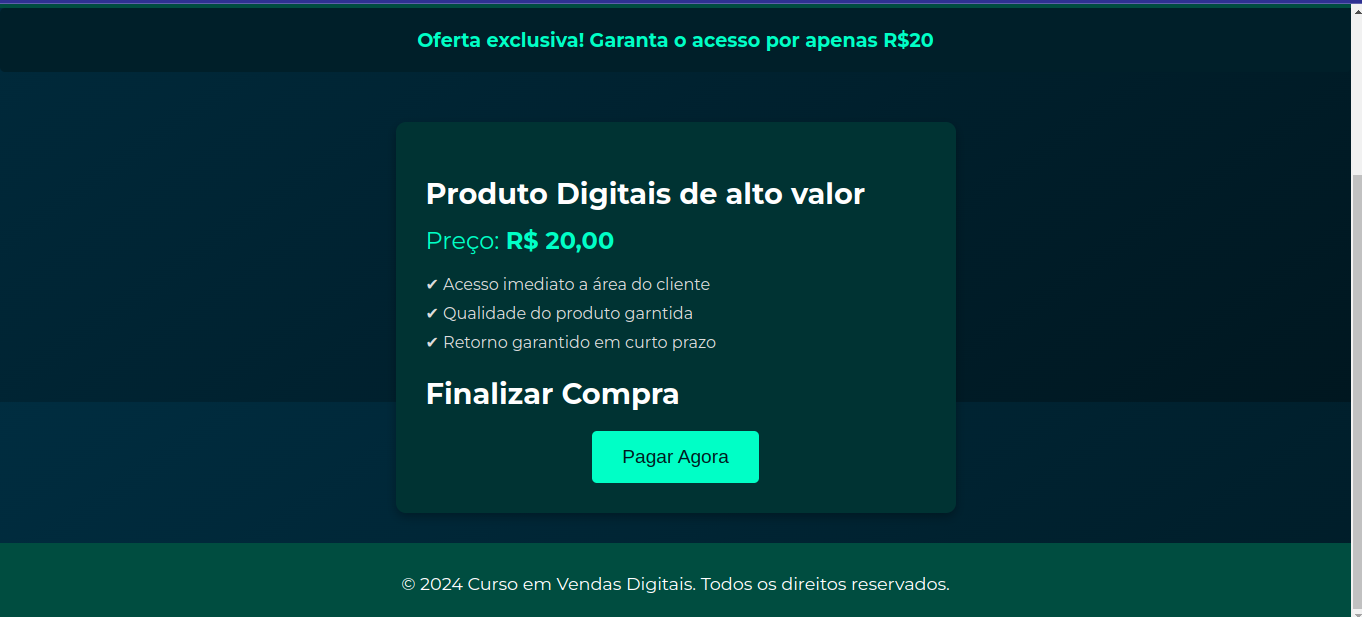 Oferta exclusiva! Garanta o acesso por apenas R$20
Produto Digitais de alto valor
Preço: R$ 20,00
✔ Acesso imediato a área do cliente
✔ Qualidade do produto garntida
✔ Retorno garantido em curto prazo
Finalizar Compra
Pagar Agora
© 2024 Curso em Vendas Digitais. Todos os direitos reservados.